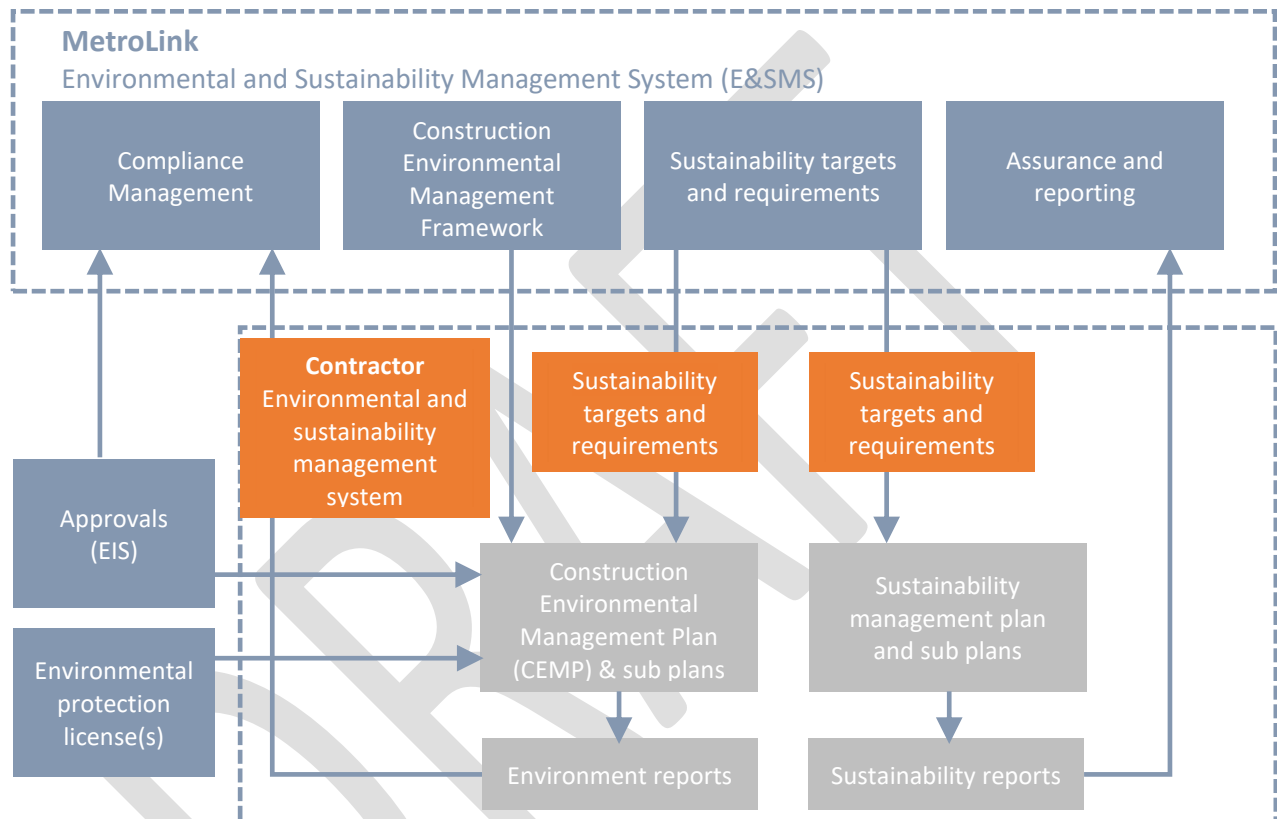 MetroLink
Environmental and Sustainability Management System (E&SMS)
Compliance
Management
Construction
Environmental
Management
Framework
Sustainability targets
and requirements
Assurance and
reporting
Contractor
Environmental and
sustainability
management
system
Sustainability
targets and
requirements
Sustainability
targets and
requirements
Approvals
(EIS)
Construction
Environmental
Management Plan
(CEMP) & sub plans
Sustainability
management plan
and sub plans
Environmental
protection
license(s)
Environment reports
Sustainability reports
DRAFT